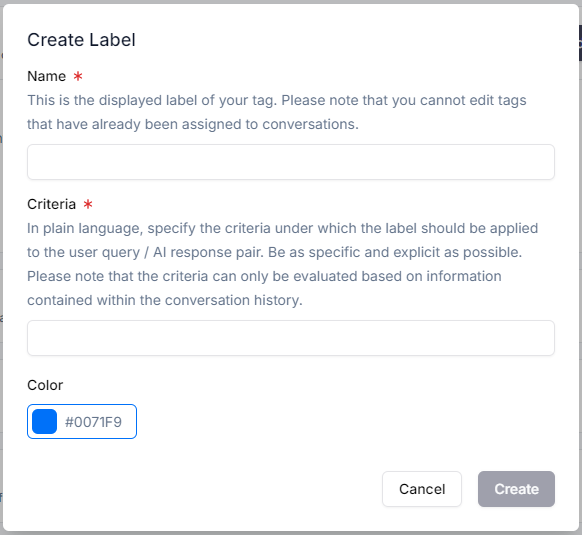 Create Label
Name *
This is the displayed label of your tag. Please note that you cannot edit tags
that have already been assigned to conversations.
Criteria *
In plain language, specify the criteria under which the label should be applied
to the user query / AI response pair. Be as specific and explicit as possible.
Please note that the criteria can only be evaluated based on information
contained within the conversation history.
Color
#0071F9
Cancel
Create